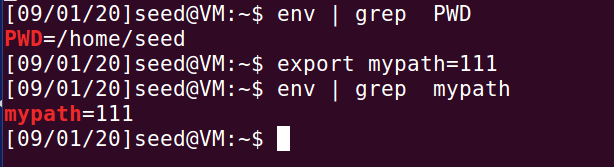 [09/01/20]seed@VM:~$ env | grep  PWD
PWD=/home/seed
[09/01/20]seed@VM:~$ export mypath=111
[09/01/20]seed@VM:~$ env | grep  mypath
mypath=111
[09/01/20]seed@VM:~$